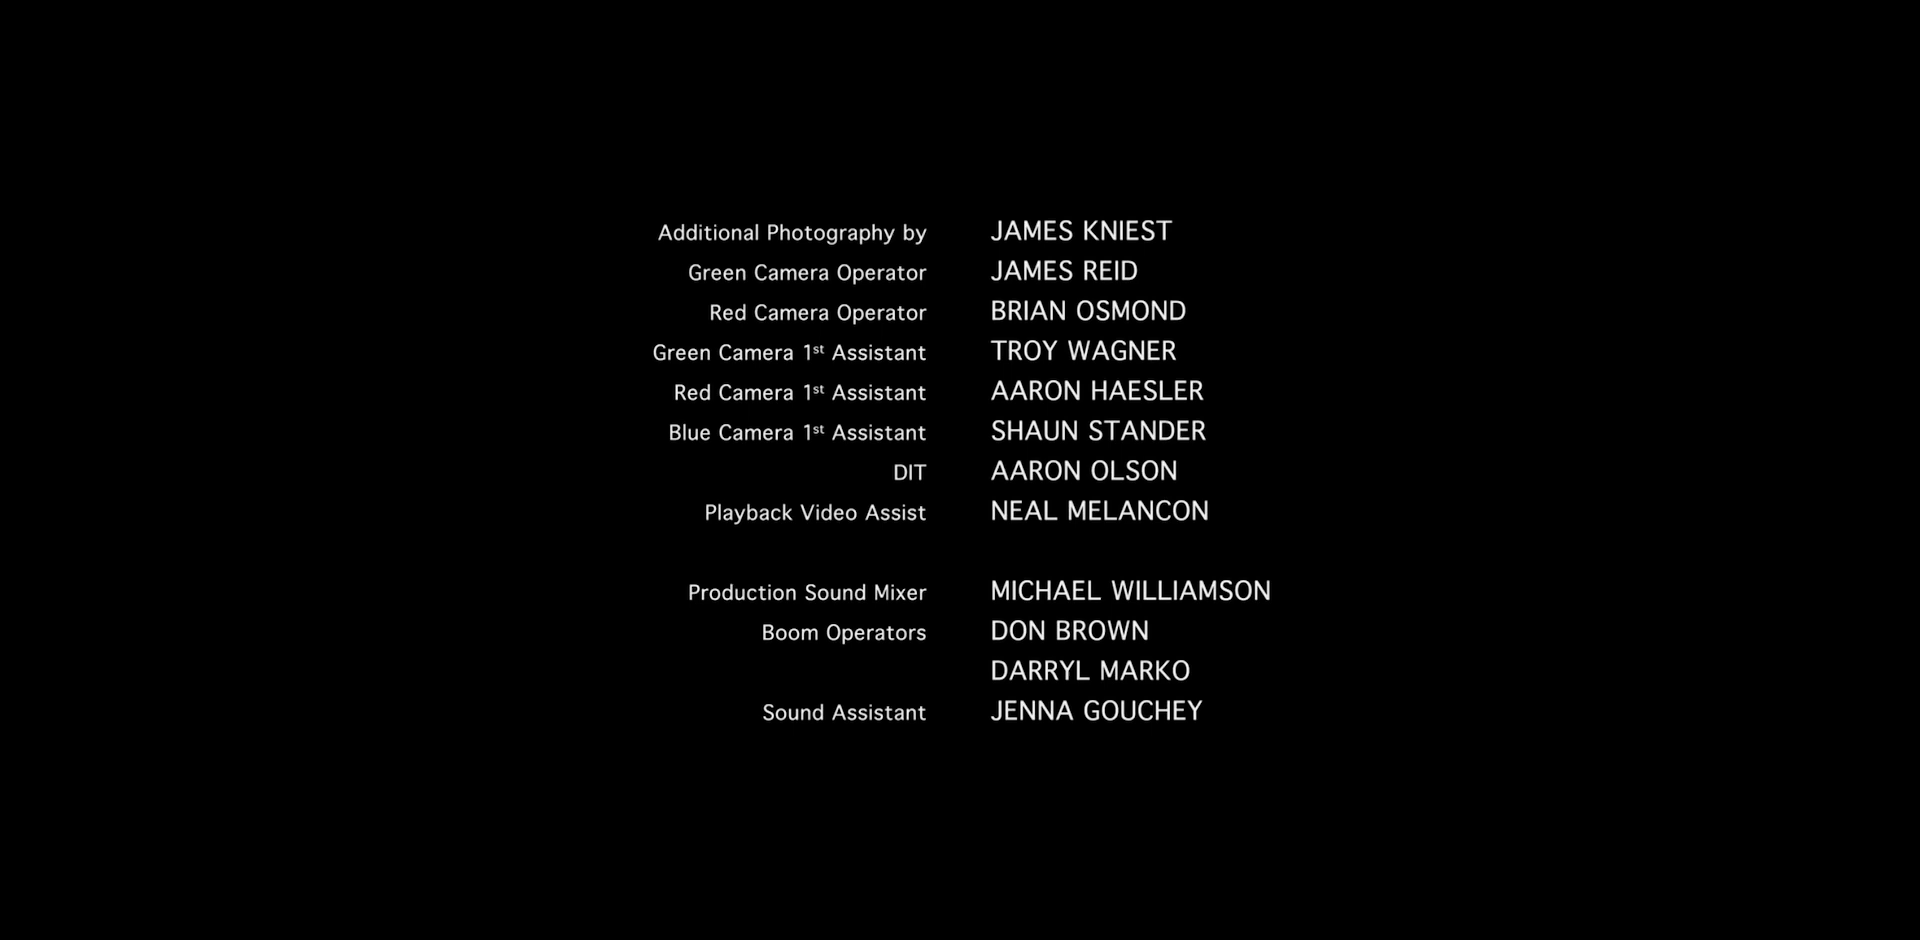 Additional Photography by JAMES KNIEST
Green Camera Operator JAMES REID
Red Camera Operator BRIAN OSMOND
Green Camera 1st Assistant TROY WAGNER
Red Camera 1st Assistant AARON HAESLER
Blue Camera 1st Assistant SHAUN STANDER
DIT AARON OLSON
Playback Video Assist NEAL MELANCON
Production Sound Mixer MICHAEL WILLIAMSON
Boom Operators DON BROWN
DARRYL MARKO
Sound Assistant JENNA GOUCHEY